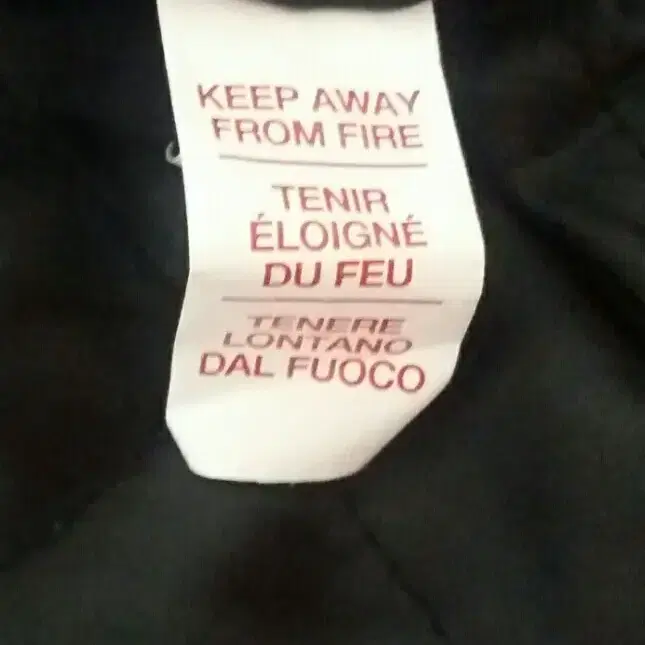 KEEP AWAY
FROM FIRE
TENIR
ÉLOIGNÉ
DU FEU
TENERE
LONTANO
DAL FUOCO